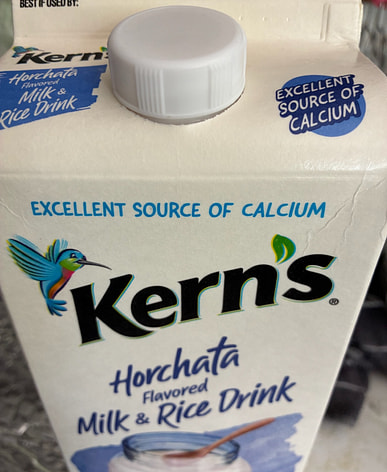 BEST IF USED BY:
Kern's
Horchata
Flavored
Milk &
Rice Drink
EXCELLENT
SOURCE OF
CALCIUM
EXCELLENT SOURCE OF CALCIUM
Kern's®
Horchata
Flavored
Milk & Rice Drink